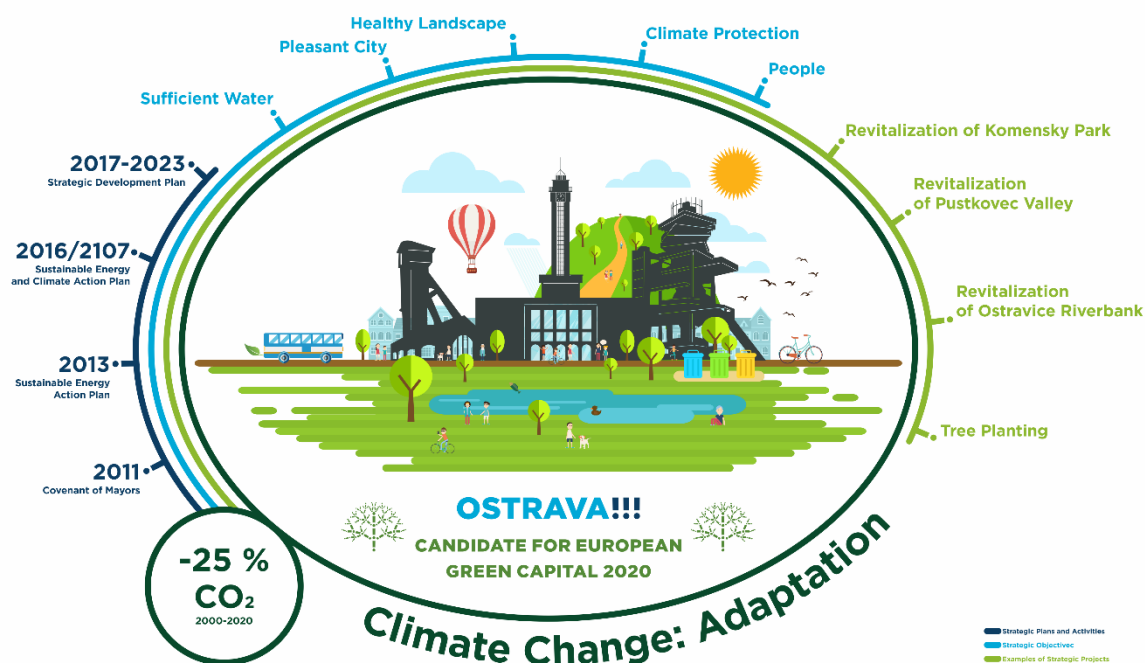 Healthy Landscape
Climate Protection
Pleasant City
People
Sufficient Water
Revitalization of Komensky Park
2017-2023
Strategic Development Plan
Revitalization
of Pustkovec Valley
2016/2107
Sustainable Energy
and Climate Action Plan
Revitalization
of Ostravice Riverbank
2013
Sustainable Energy
Action Plan
Tree Planting
2011
Covenant of Mayors
OSTRAVA!!!
CANDIDATE FOR EUROPEAN
GREEN CAPITAL 2020
-25 %
CO₂
2000-2020
Climate Change: Adaptation
Strategic Plans and Activities
Strategic Objectivec
Examples of Strategic Projects